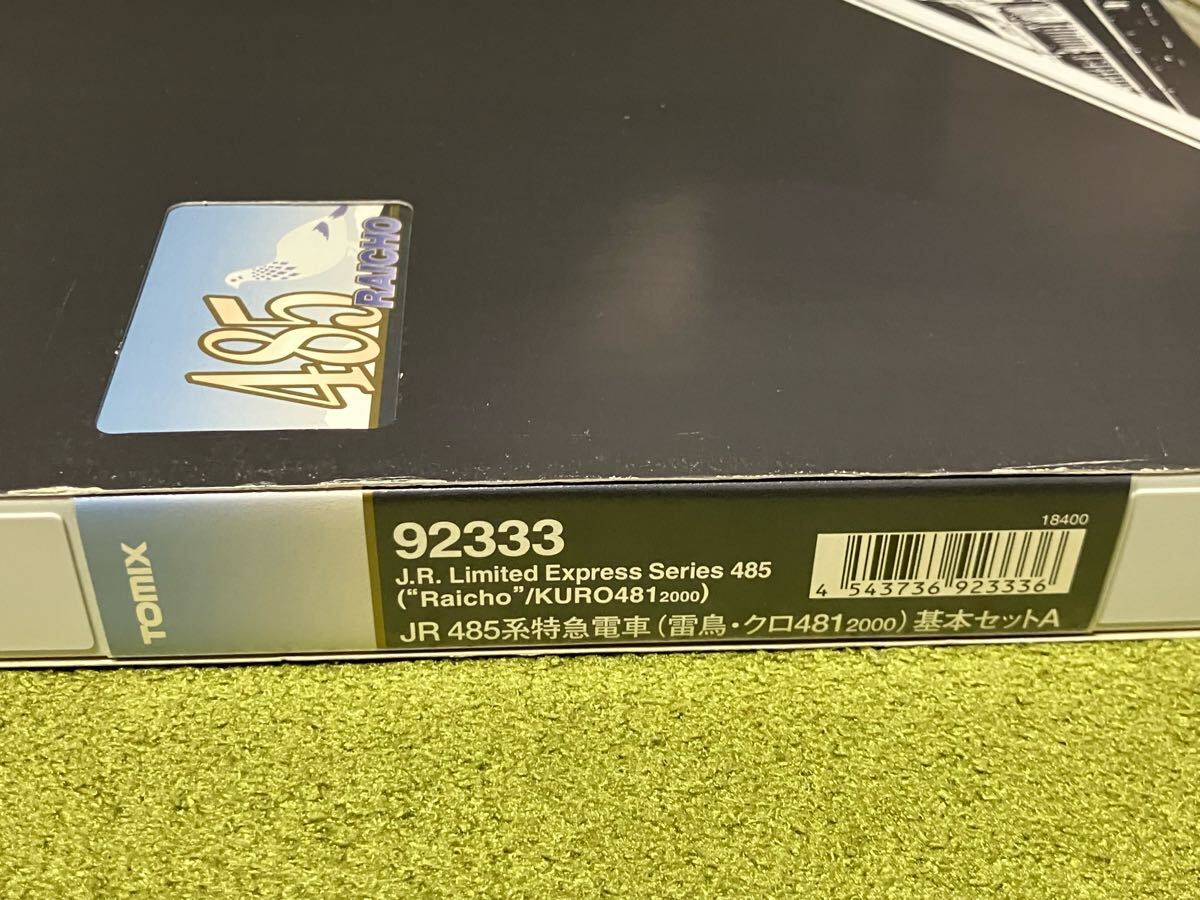 485
RAICHO
TOMIX
92333
J.R. Limited Express Series 485
(“Raicho”/KURO481 2000)
JR 485系特急電車(雷鳥・クロ481 2000)基本セットA
18400
4 543736 923336